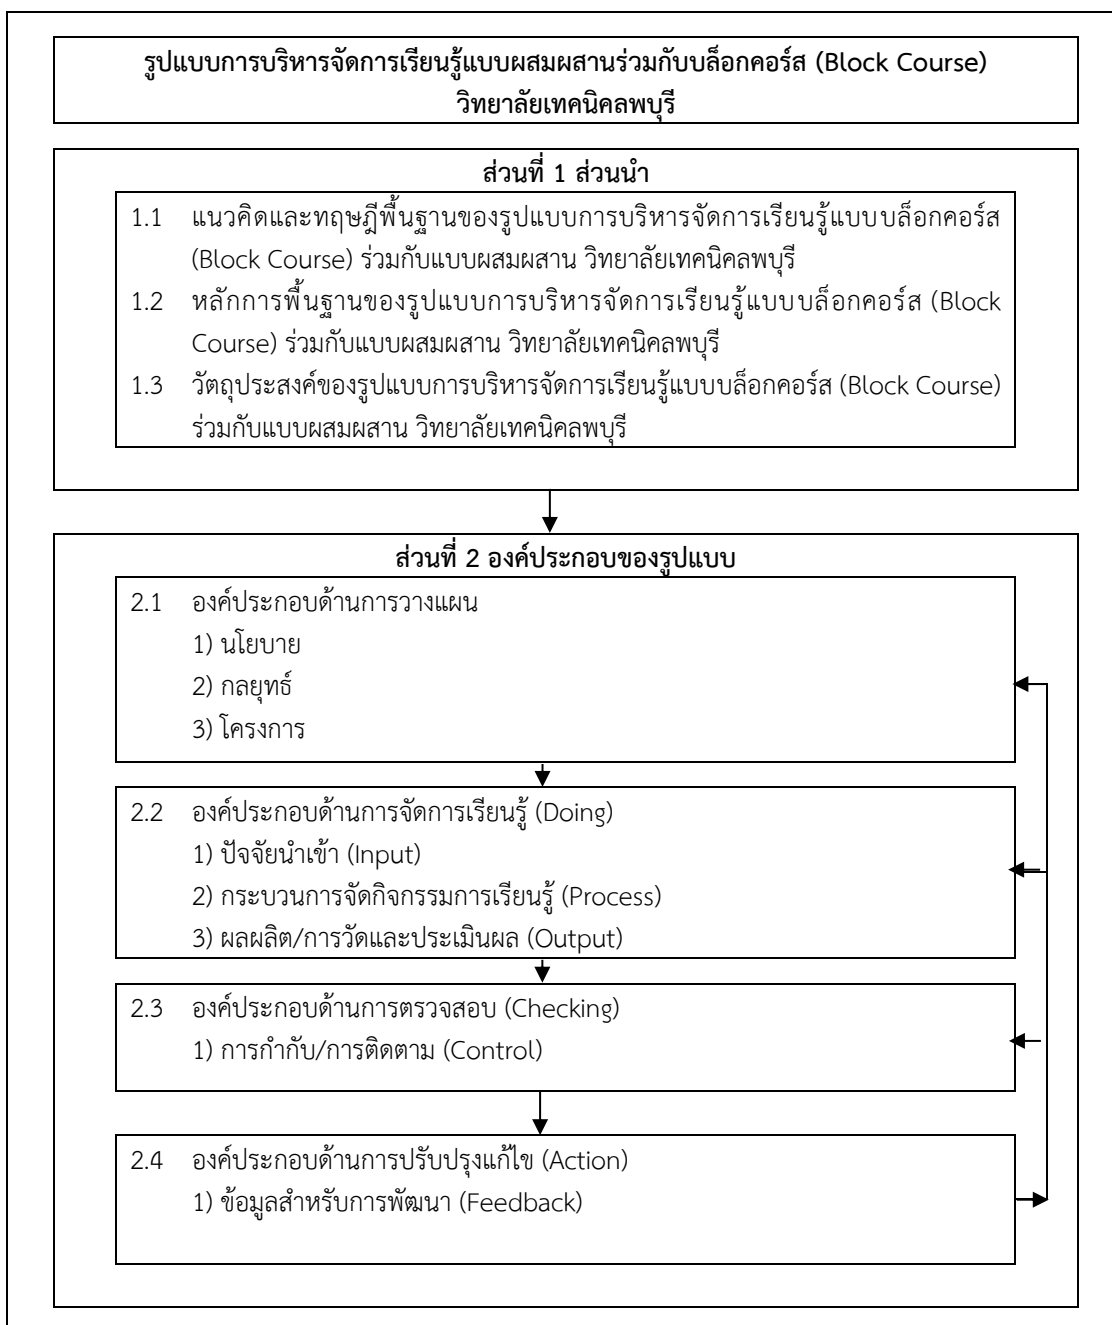 รูปแบบการบริหารจัดการเรียนรู้แบบผสมผสานร่วมกับบล็อกคอร์ส (Block Course)
วิทยาลัยเทคนิคลพบุรี
ส่วนที่ 1 ส่วนนำ
1.1 แนวคิดและทฤษฎีพื้นฐานของรูปแบบการบริหารจัดการเรียนรู้แบบบล็อกคอร์ส
(Block Course) ร่วมกับแบบผสมผสาน วิทยาลัยเทคนิคลพบุรี
1.2 หลักการพื้นฐานของรูปแบบการบริหารจัดการเรียนรู้แบบบล็อกคอร์ส (Block
Course) ร่วมกับแบบผสมผสาน วิทยาลัยเทคนิคลพบุรี
1.3 วัตถุประสงค์ของรูปแบบการบริหารจัดการเรียนรู้แบบบล็อกคอร์ส (Block Course)
ร่วมกับแบบผสมผสาน วิทยาลัยเทคนิคลพบุรี
ส่วนที่ 2 องค์ประกอบของรูปแบบ
2.1 องค์ประกอบด้านการวางแผน
1) นโยบาย
2) กลยุทธ์
3) โครงการ
2.2 องค์ประกอบด้านการจัดการเรียนรู้ (Doing)
1) ปัจจัยนำเข้า (Input)
2) กระบวนการจัดกิจกรรมการเรียนรู้ (Process)
3) ผลผลิต/การวัดและประเมินผล (Output)
2.3 องค์ประกอบด้านการตรวจสอบ (Checking)
1) การกำกับ/การติดตาม (Control)
2.4 องค์ประกอบด้านการปรับปรุงแก้ไข (Action)
1) ข้อมูลสำหรับการพัฒนา (Feedback)